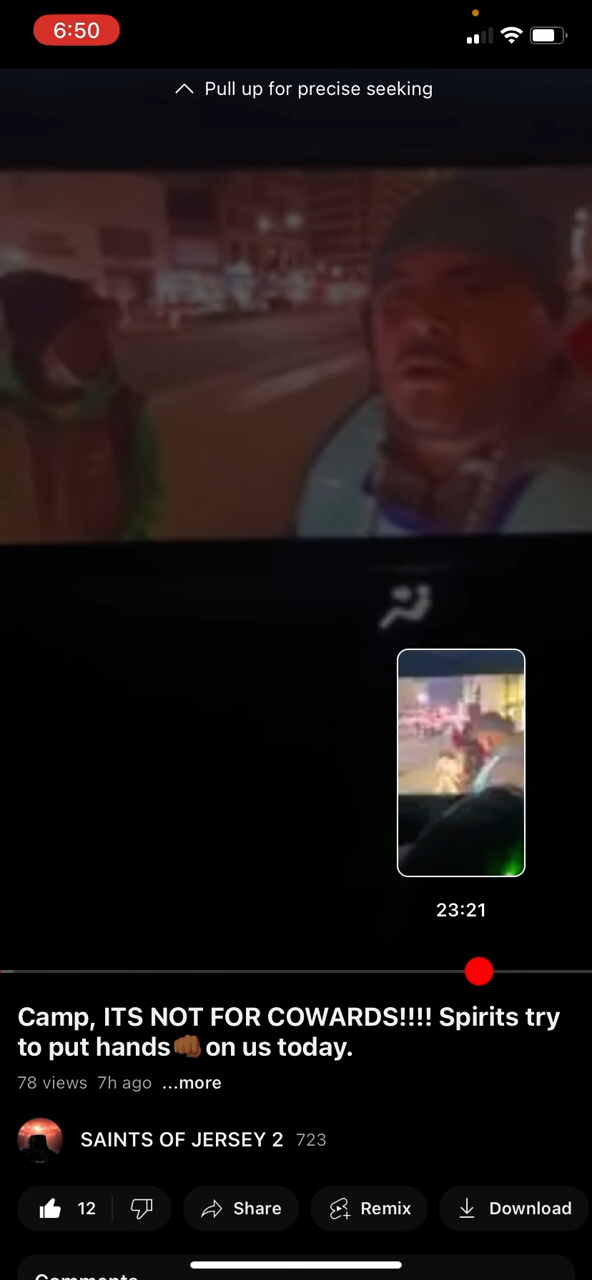 6:50
Pull up for precise seeking
23:21
Camp, ITS NOT FOR COWARDS!!!! Spirits try
to put hands👊🏾on us today.
78 views 7h ago ...more
SAINTS OF JERSEY 2 723
12 Share Remix Download
Comments